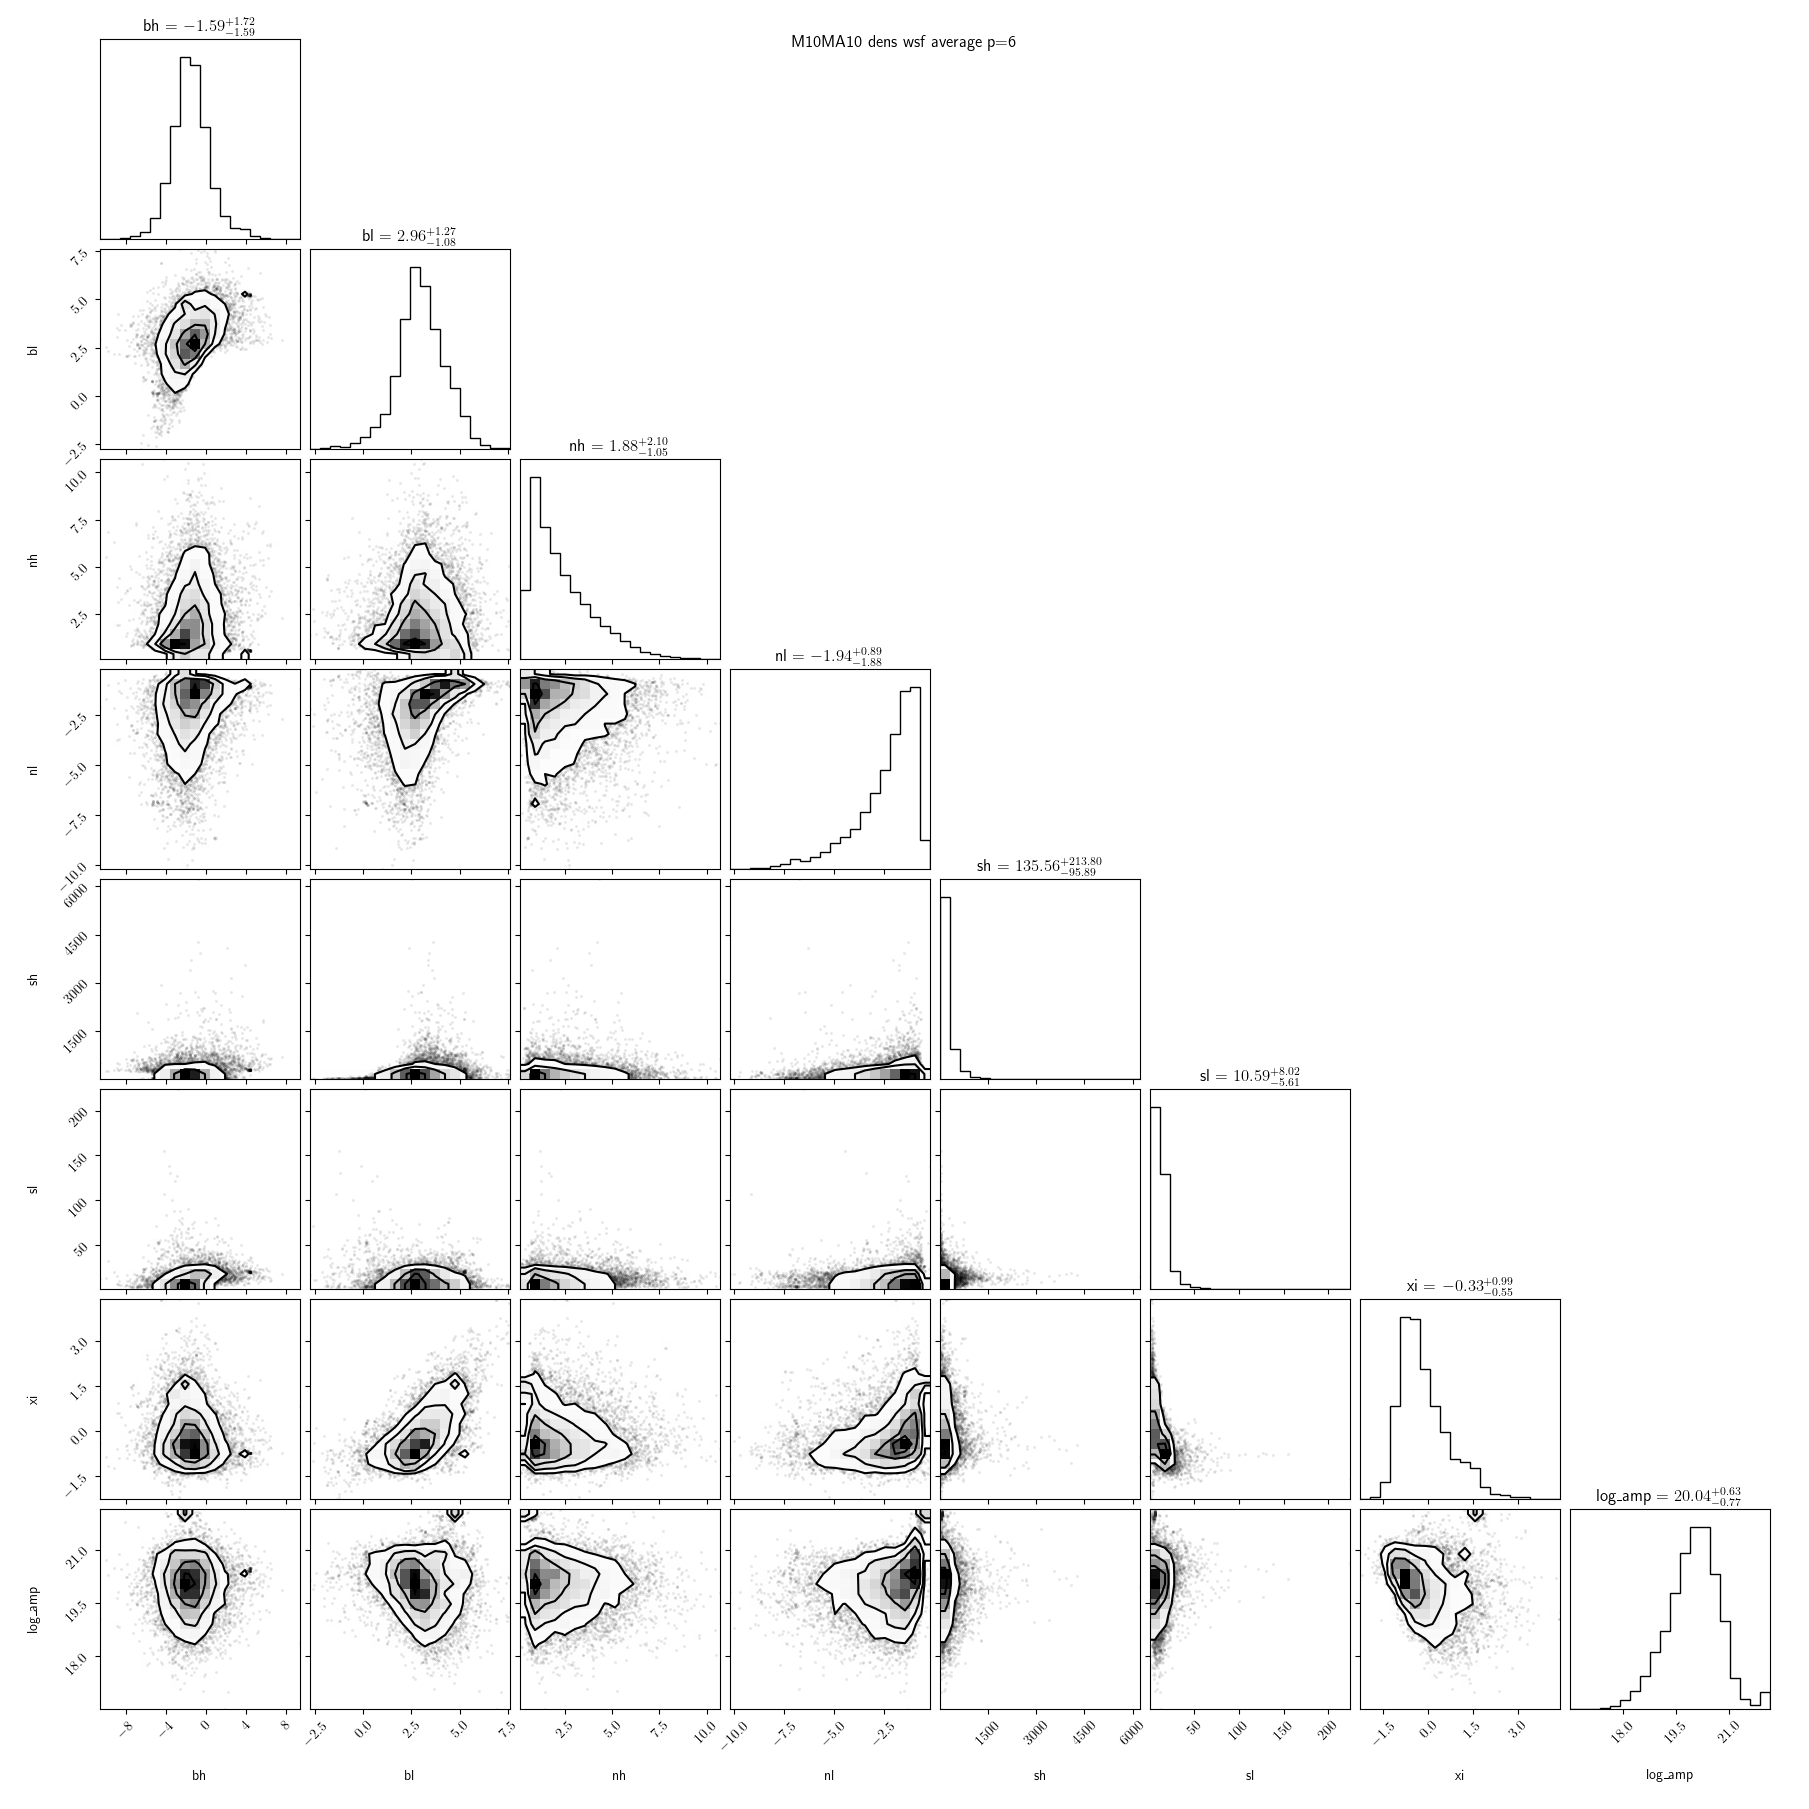 M10MA10 dens wsf average p=6
bh = −1.59+1.72 −1.59
bl = 2.96+1.27 −1.08
nh = 1.88+2.10 −1.05
nl = −1.94+0.89 −1.88
sh = 135.56+213.80 −95.89
sl = 10.59+8.02 −5.61
xi = −0.33+0.99 −0.55
log_amp = 20.04+0.63 −0.77
bl
7.5
5.0
2.5
0.0
−2.5
nh
10.0
7.5
5.0
2.5
nl
−2.5
−5.0
−7.5
−10.0
sh
6000
4500
3000
1500
sl
200
150
100
50
xi
3.0
1.5
0.0
−1.5
log_amp
21.0
19.5
18.0
−8 −4 0 4 8
−2.5 0.0 2.5 5.0 7.5
2.5 5.0 7.5 10.0
−10.0 −7.5 −5.0 −2.5
1500 3000 4500 6000
50 100 150 200
−1.5 0.0 1.5 3.0
18.0 19.5 21.0
bh bl nh nl sh sl xi log_amp